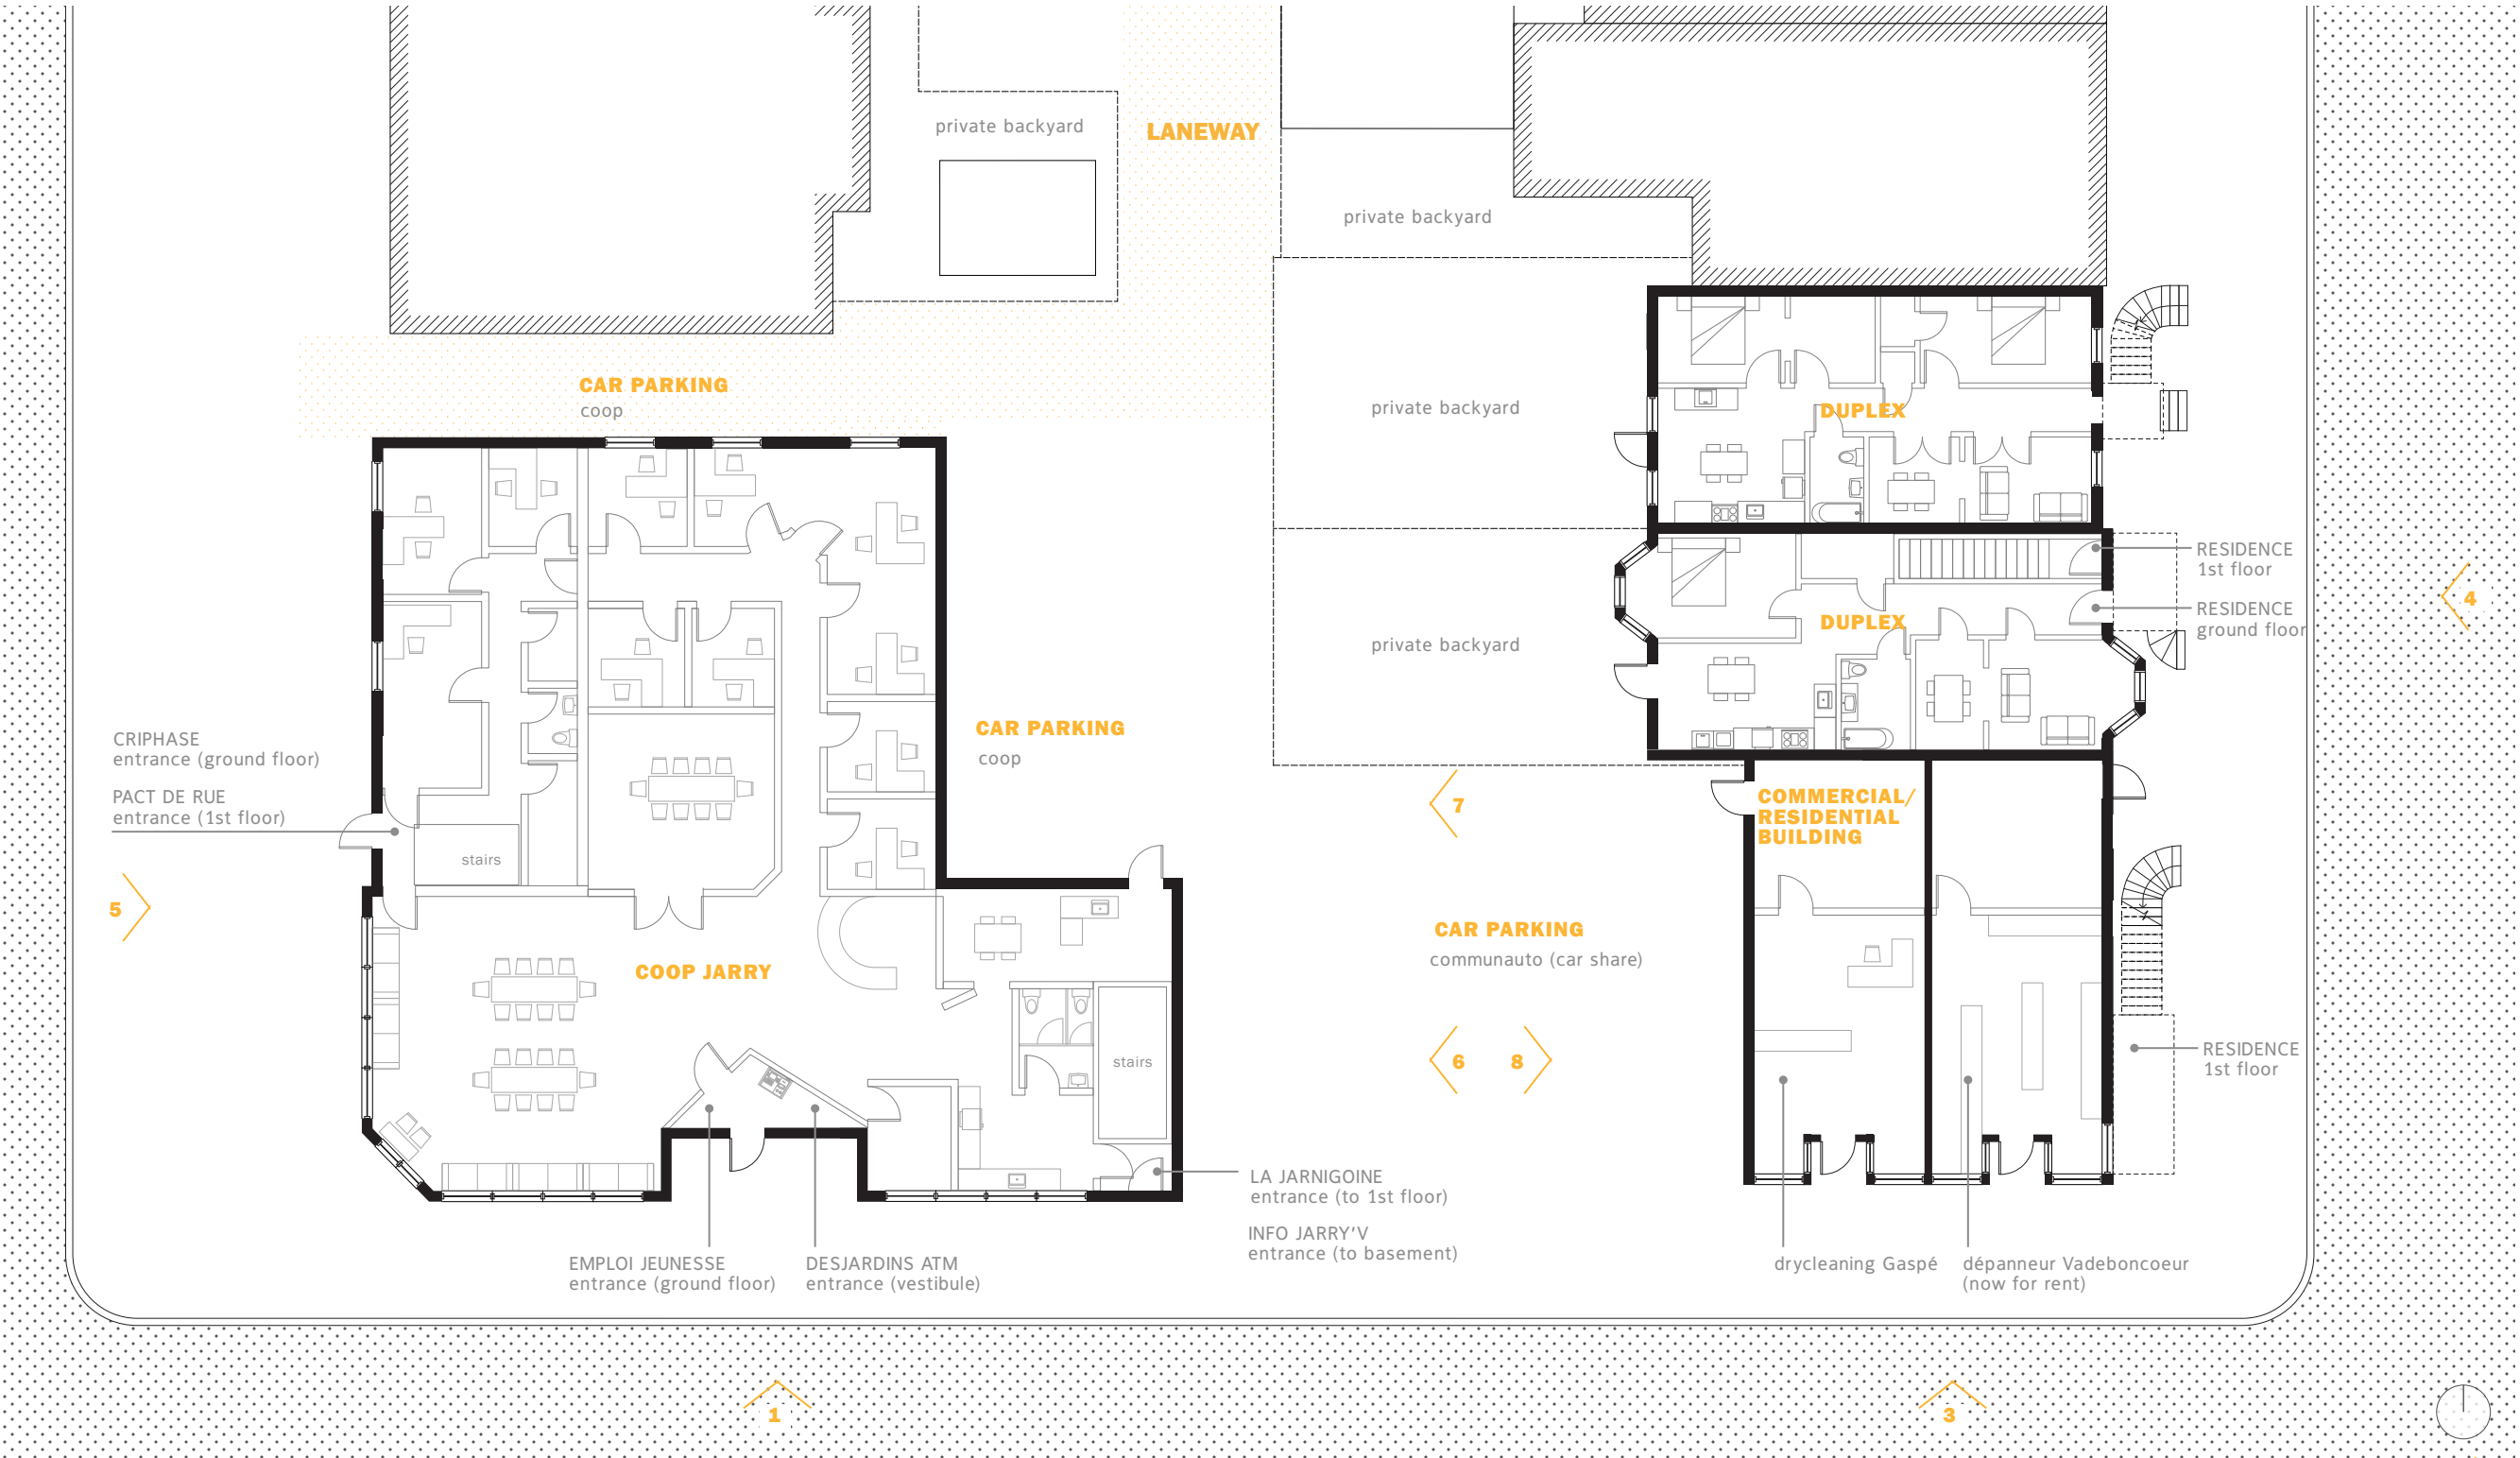 private backyard
LANEWAY
private backyard
CAR PARKING
coop
private backyard
DUPLEX
RESIDENCE
1st floor
RESIDENCE
ground floor
4
DUPLEX
private backyard
CRIPHASE
entrance (ground floor)
PACT DE RUE
entrance (1st floor)
CAR PARKING
coop
7
COMMERCIAL/
RESIDENTIAL
BUILDING
stairs
5
CAR PARKING
communauto (car share)
COOP JARRY
stairs
6
8
RESIDENCE
1st floor
LA JARNIGOINE
entrance (to 1st floor)
INFO JARRY'V
entrance (to basement)
EMPLOI JEUNESSE
entrance (ground floor)
DESJARDINS ATM
entrance (vestibule)
drycleaning Gaspé
dépanneur Vadeboncoeur
(now for rent)
1
3